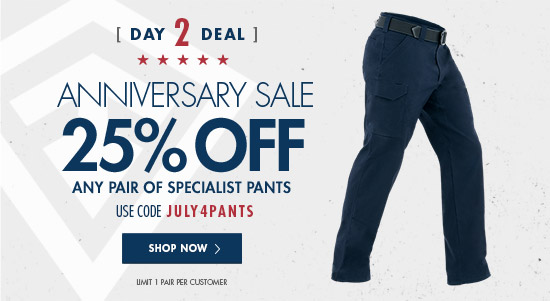 [ DAY 2 DEAL ]
ANNIVERSARY SALE
25% OFF
ANY PAIR OF SPECIALIST PANTS
USE CODE JULY4PANTS
SHOP NOW >
LIMIT 1 PAIR PER CUSTOMER